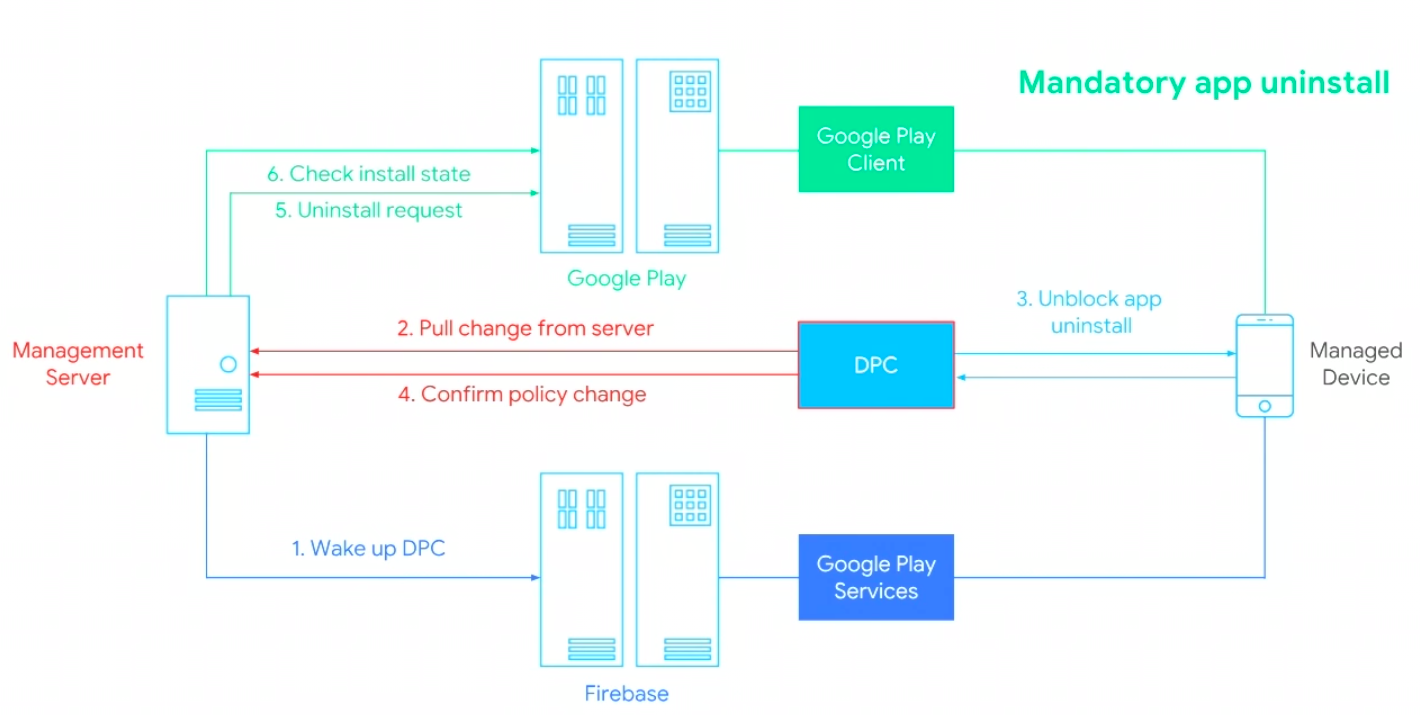 Mandatory app uninstall
Google Play
Client
6. Check install state
5. Uninstall request
Google Play
3. Unblock app
uninstall
2. Pull change from server
Management
Server
DPC
Managed
Device
4. Confirm policy change
1. Wake up DPC
Google Play
Services
Firebase